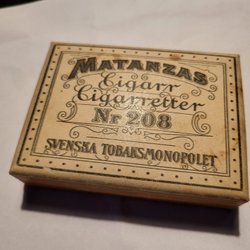 MATANZAS
Cigarr
Cigarretter
Nr 208
SVENSKA TOBAKSMONOPOLET